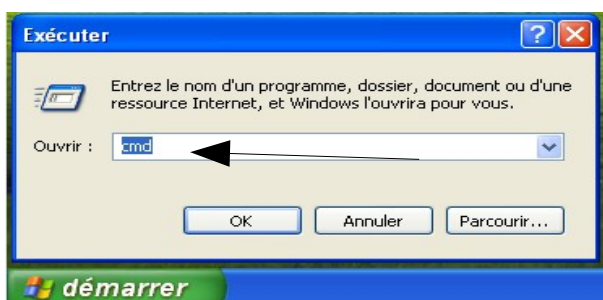 Exécuter
Entrez le nom d'un programme, dossier, document ou d'une
ressource Internet, et Windows l'ouvrira pour vous.
Ouvrir :
cmd
OK
Annuler
Parcourir...
démarrer